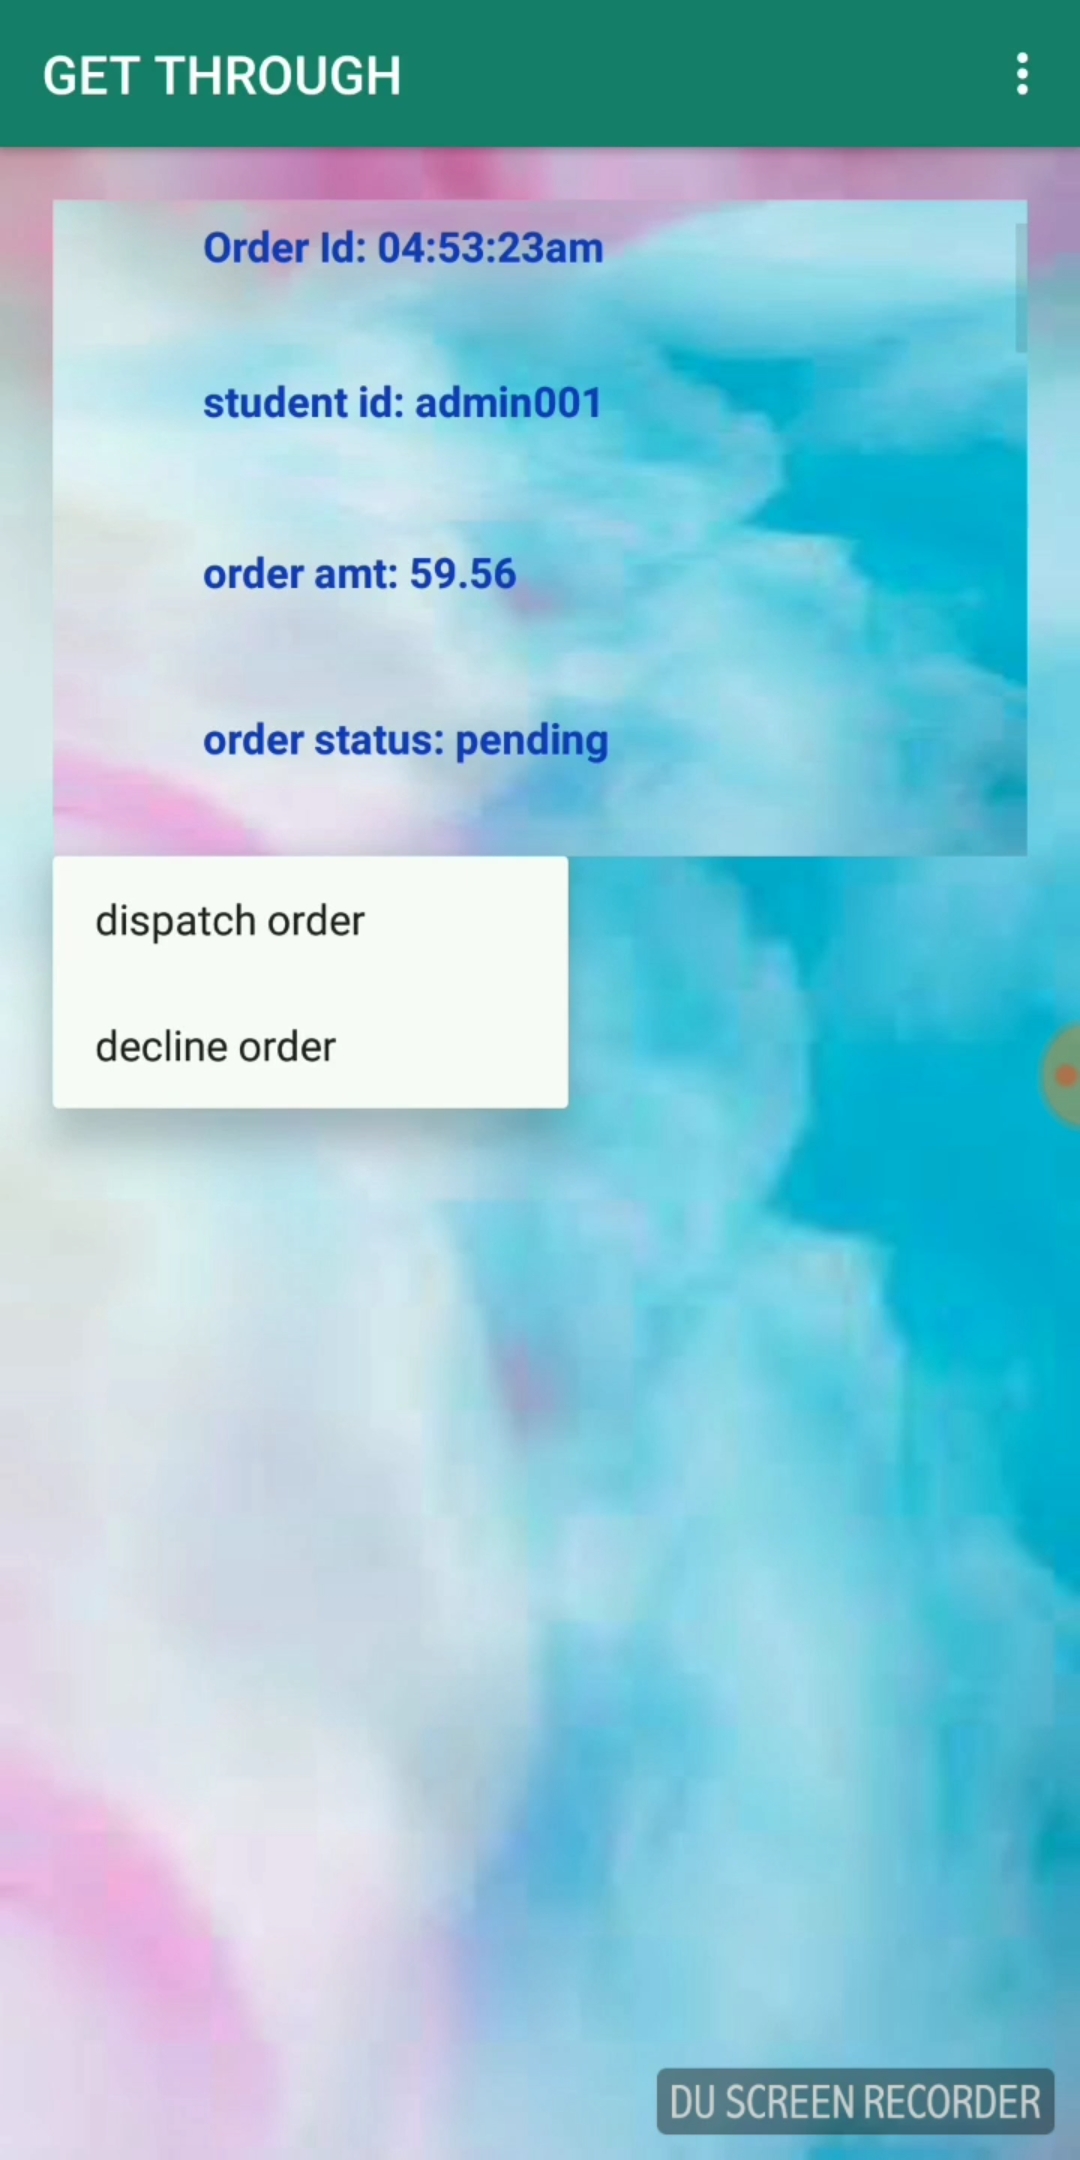 GET THROUGH
Order Id: 04:53:23am
student id: admin001
order amt: 59.56
order status: pending
dispatch order
decline order
DU SCREEN RECORDER